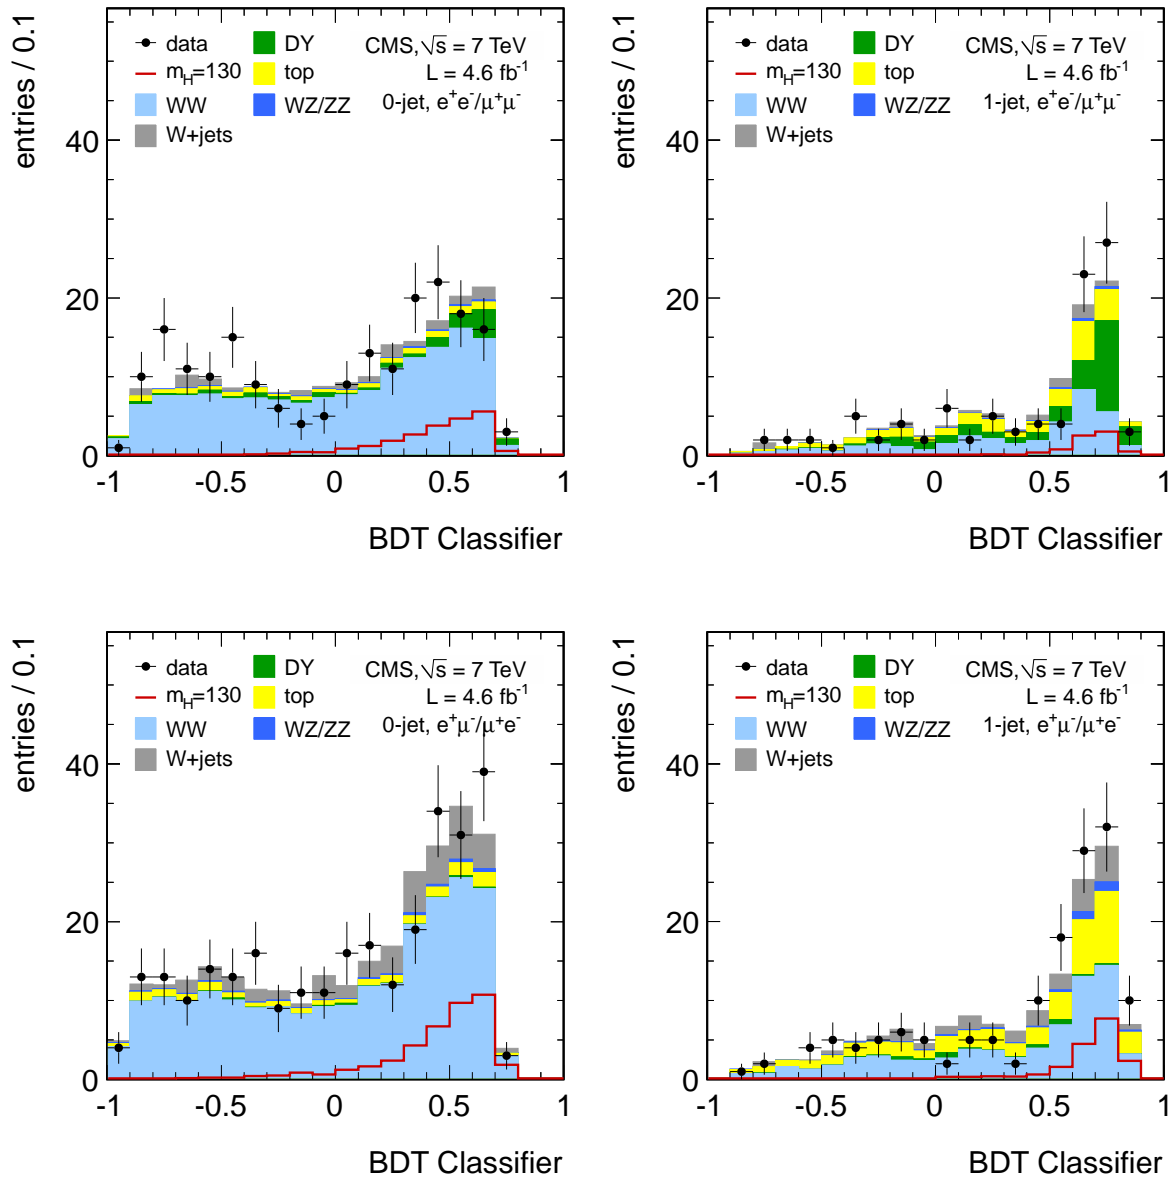 entries / 0.1
data
DY
CMS, √s = 7 TeV
m_H=130
top
L = 4.6 fb⁻¹
WW
WZ/ZZ
0-jet, e⁺e⁻/μ⁺μ⁻
W+jets
40
20
0
-1 -0.5 0 0.5 1
BDT Classifier
entries / 0.1
data
DY
CMS, √s = 7 TeV
m_H=130
top
L = 4.6 fb⁻¹
WW
WZ/ZZ
1-jet, e⁺e⁻/μ⁺μ⁻
W+jets
40
20
0
-1 -0.5 0 0.5 1
BDT Classifier
entries / 0.1
data
DY
CMS, √s = 7 TeV
m_H=130
top
L = 4.6 fb⁻¹
WW
WZ/ZZ
0-jet, e⁺μ⁻/μ⁺e⁻
W+jets
40
20
0
-1 -0.5 0 0.5 1
BDT Classifier
entries / 0.1
data
DY
CMS, √s = 7 TeV
m_H=130
top
L = 4.6 fb⁻¹
WW
WZ/ZZ
1-jet, e⁺μ⁻/μ⁺e⁻
W+jets
40
20
0
-1 -0.5 0 0.5 1
BDT Classifier